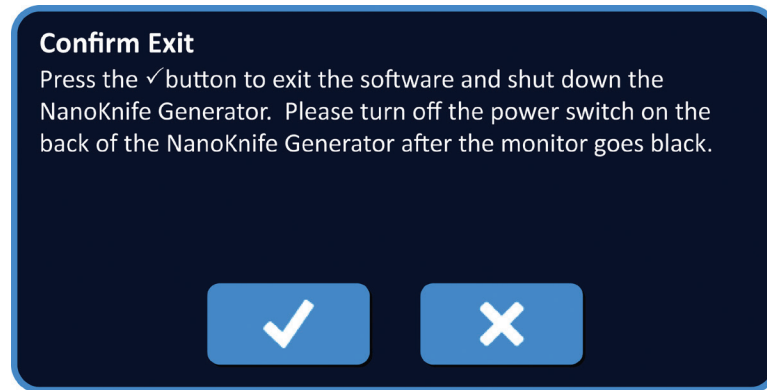 Confirm Exit
Press the ✓button to exit the software and shut down the
NanoKnife Generator.  Please turn off the power switch on the
back of the NanoKnife Generator after the monitor goes black.